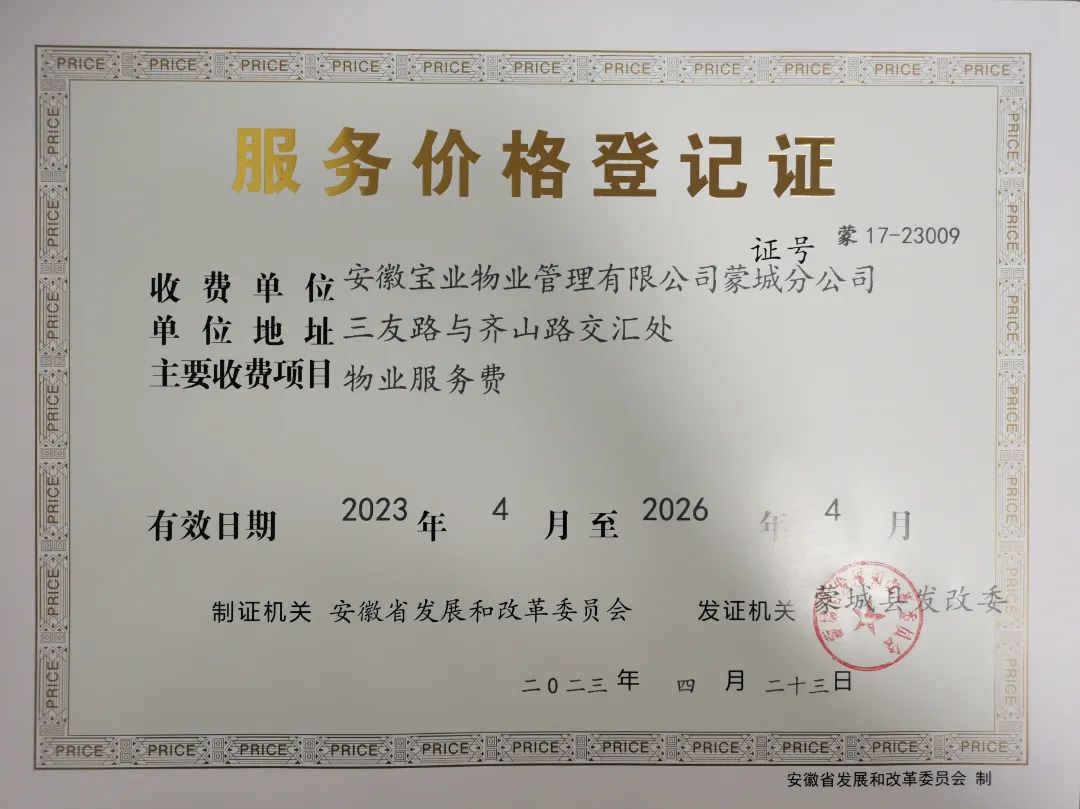 PRICE PRICE PRICE PRICE PRICE PRICE PRICE PRICE PRICE PRICE PRICE
服务价格登记证
证号 蒙 17-23009
收费单位 安徽宝业物业管理有限公司蒙城分公司
单位地址 三友路与齐山路交汇处
主要收费项目 物业服务费
有效日期 2023 年 4 月至 2026 年 4 月
制证机关 安徽省发展和改革委员会 发证机关 蒙城县发改委
二0二三 年 四 月 二十三日
PRICE PRICE PRICE PRICE PRICE PRICE PRICE PRICE PRICE PRICE PRICE
安徽省发展和改革委员会 制